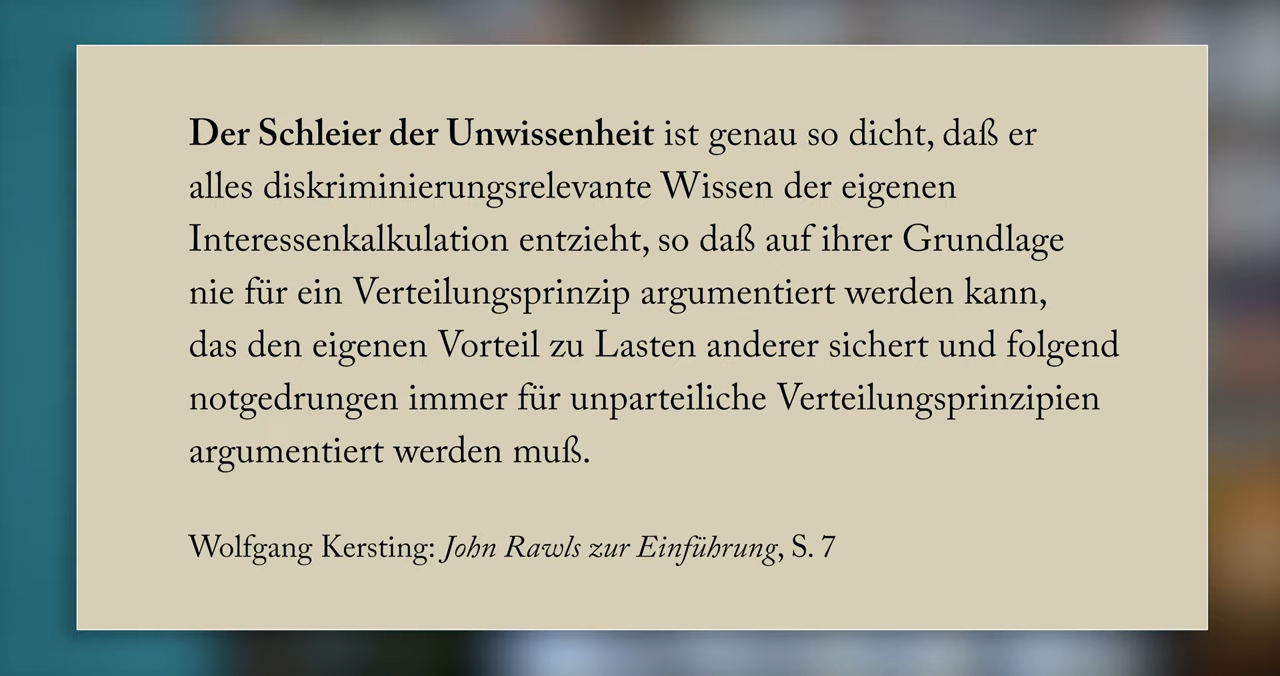 Der Schleier der Unwissenheit ist genau so dicht, daß er
alles diskriminierungsrelevante Wissen der eigenen
Interessenkalkulation entzieht, so daß auf ihrer Grundlage
nie für ein Verteilungsprinzip argumentiert werden kann,
das den eigenen Vorteil zu Lasten anderer sichert und folgend
notgedrungen immer für unparteiliche Verteilungsprinzipien
argumentiert werden muß.
Wolfgang Kersting: John Rawls zur Einführung, S. 7